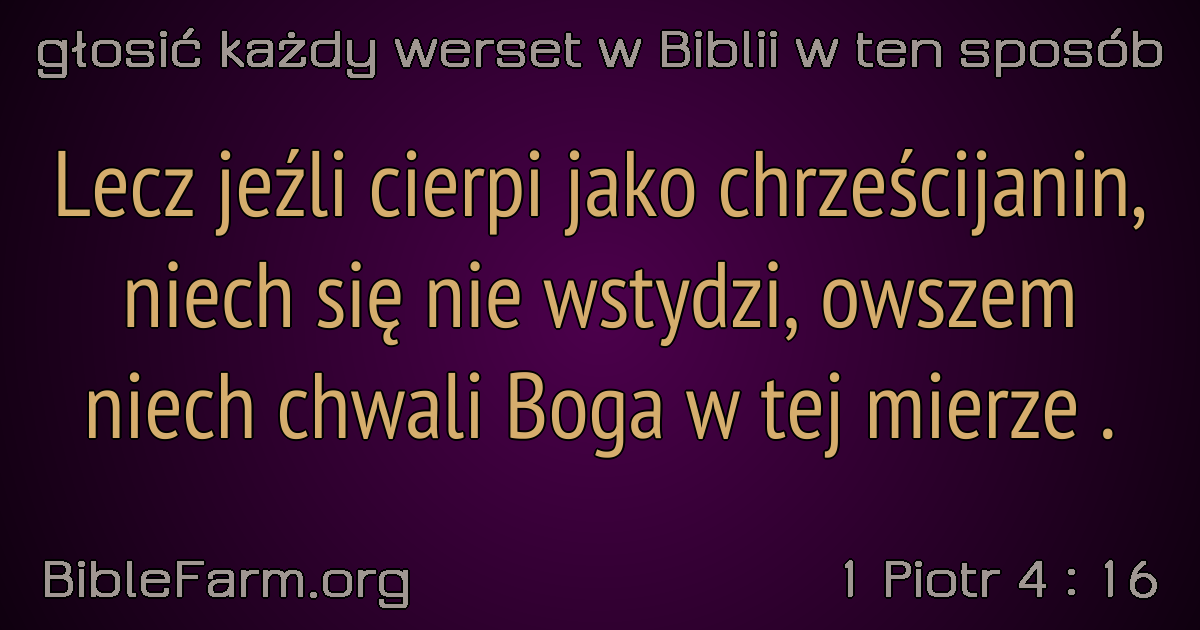 głosić każdy werset w Biblii w ten sposób
Lecz jeźli cierpi jako chrześcijanin,
niech się nie wstydzi, owszem
niech chwali Boga w tej mierze .
BibleFarm.org
1 Piotr 4 : 16